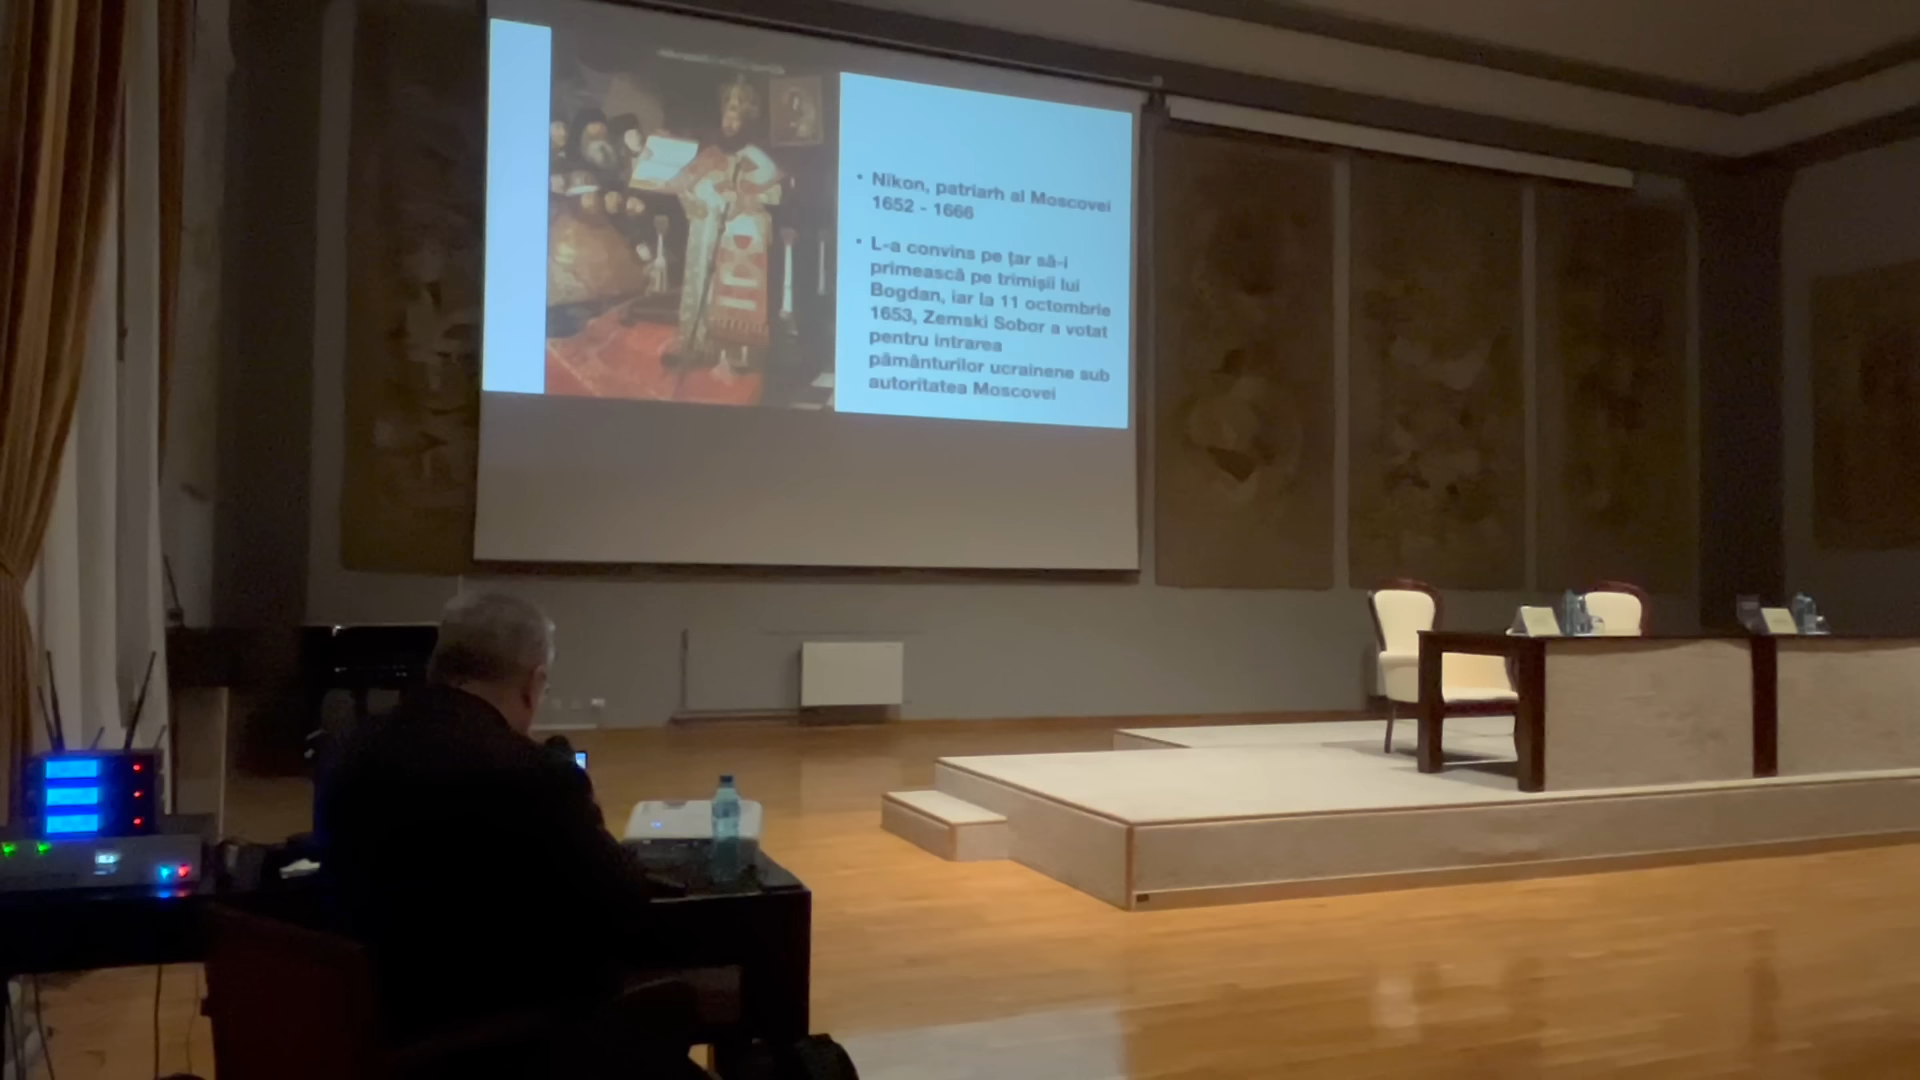 • Nikon, patriarh al Moscovei
1652 - 1666
• L-a convins pe țar să-i
primească pe trimișii lui
Bogdan, iar la 11 octombrie
1653, Zemski Sobor a votat
pentru intrarea
pământurilor ucrainene sub
autoritatea Moscovei